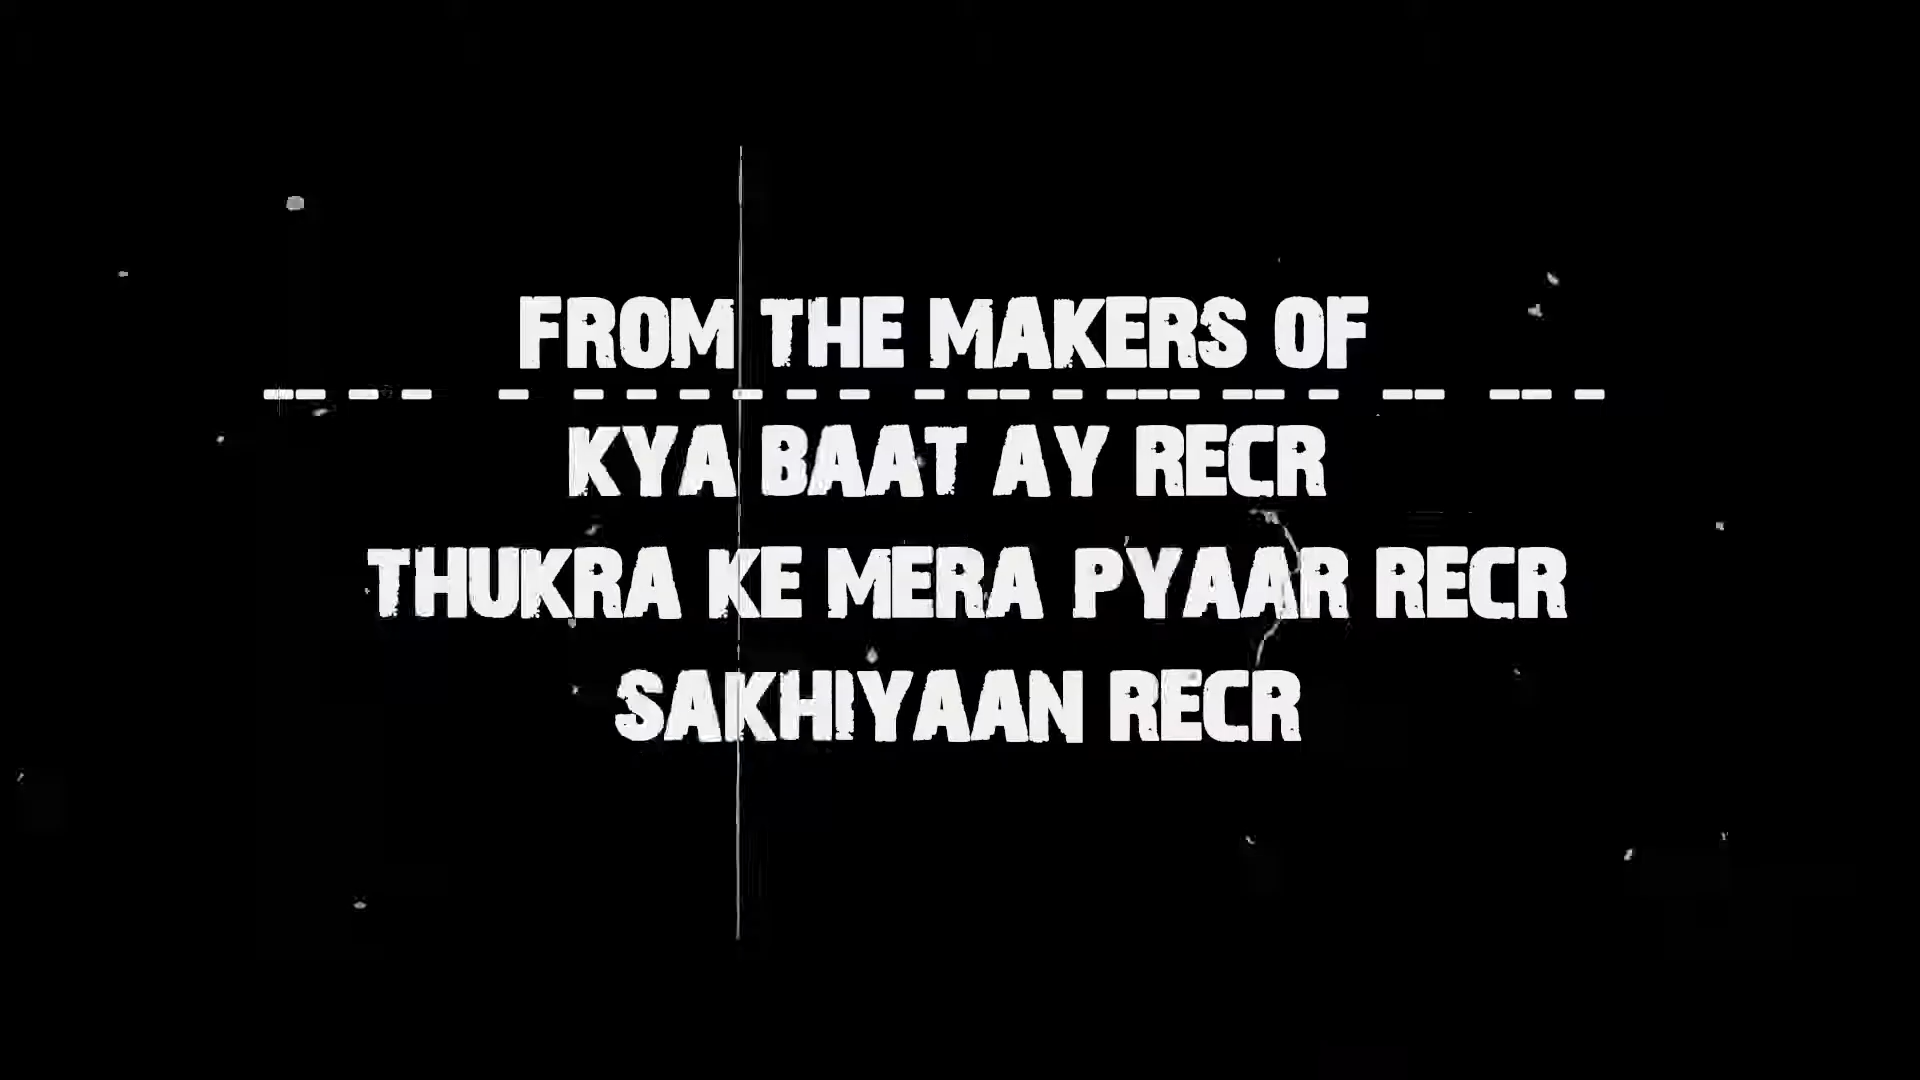 FROM THE MAKERS OF
KYA BAAT AY RECR
THUKRA KE MERA PYAAR RECR
SAKHIYAAN RECR